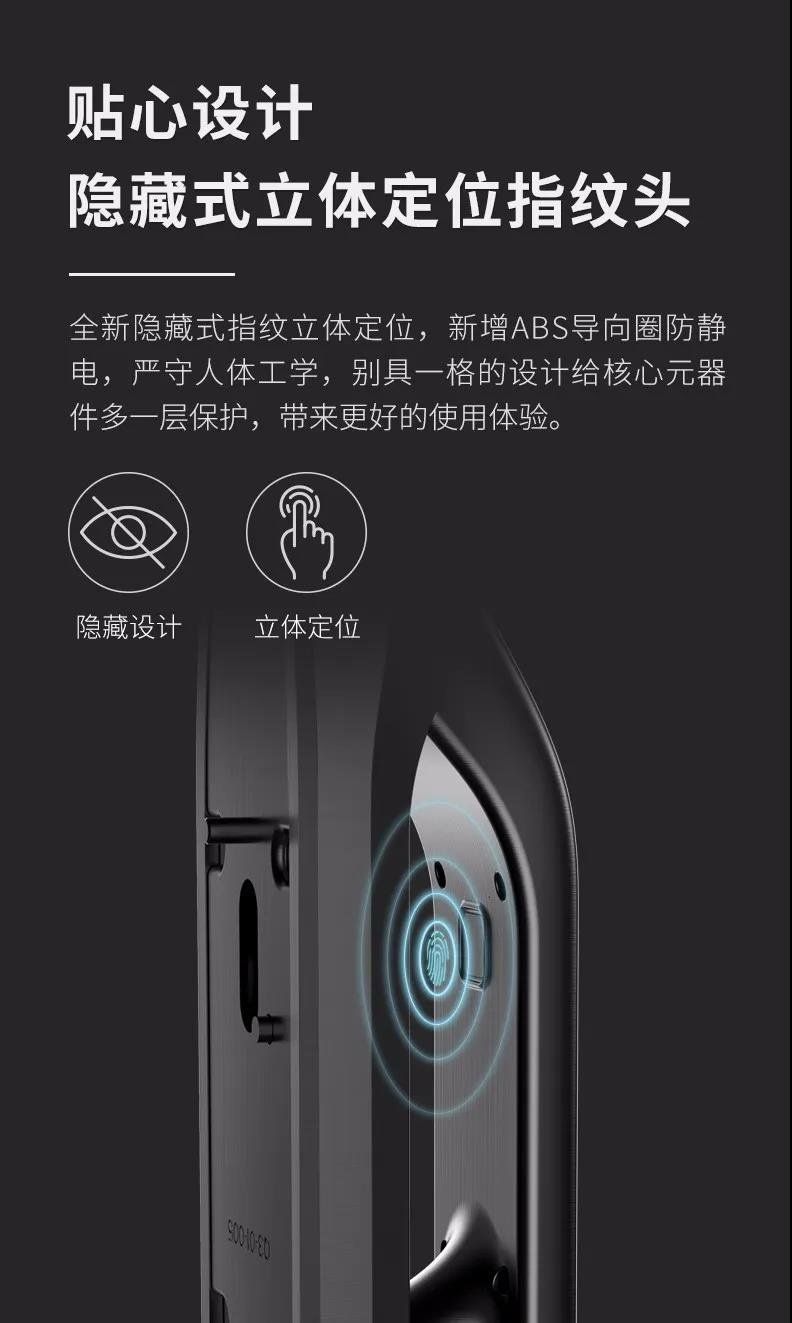 贴心设计
隐藏式立体定位指纹头
全新隐藏式指纹立体定位，新增ABS导向圈防静
电，严守人体工学，别具一格的设计给核心元器
件多一层保护，带来更好的使用体验。
隐藏设计
立体定位
Q3-01-005